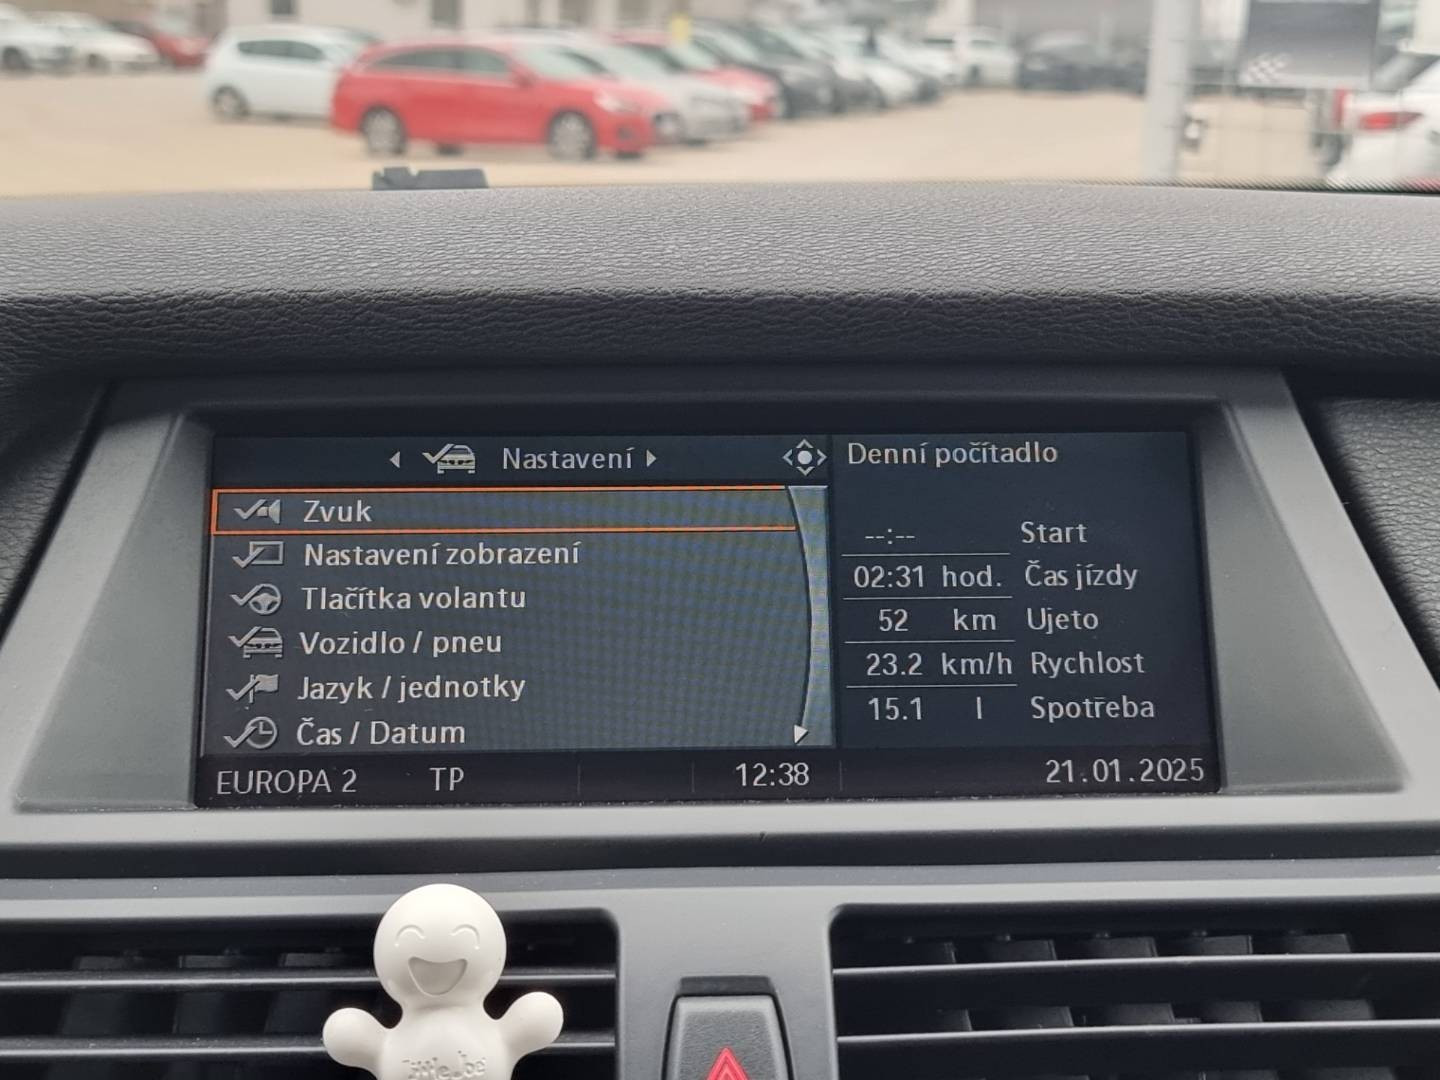 Nastavení
Zvuk
Nastavení zobrazení
Tlačítka volantu
Vozidlo / pneu
Jazyk / jednotky
Čas / Datum
Denní počítadlo
--:-- Start
02:31 hod. Čas jízdy
52 km Ujeto
23.2 km/h Rychlost
15.1 l Spotřeba
EUROPA 2 TP 12:38 21.01.2025
Little Joe